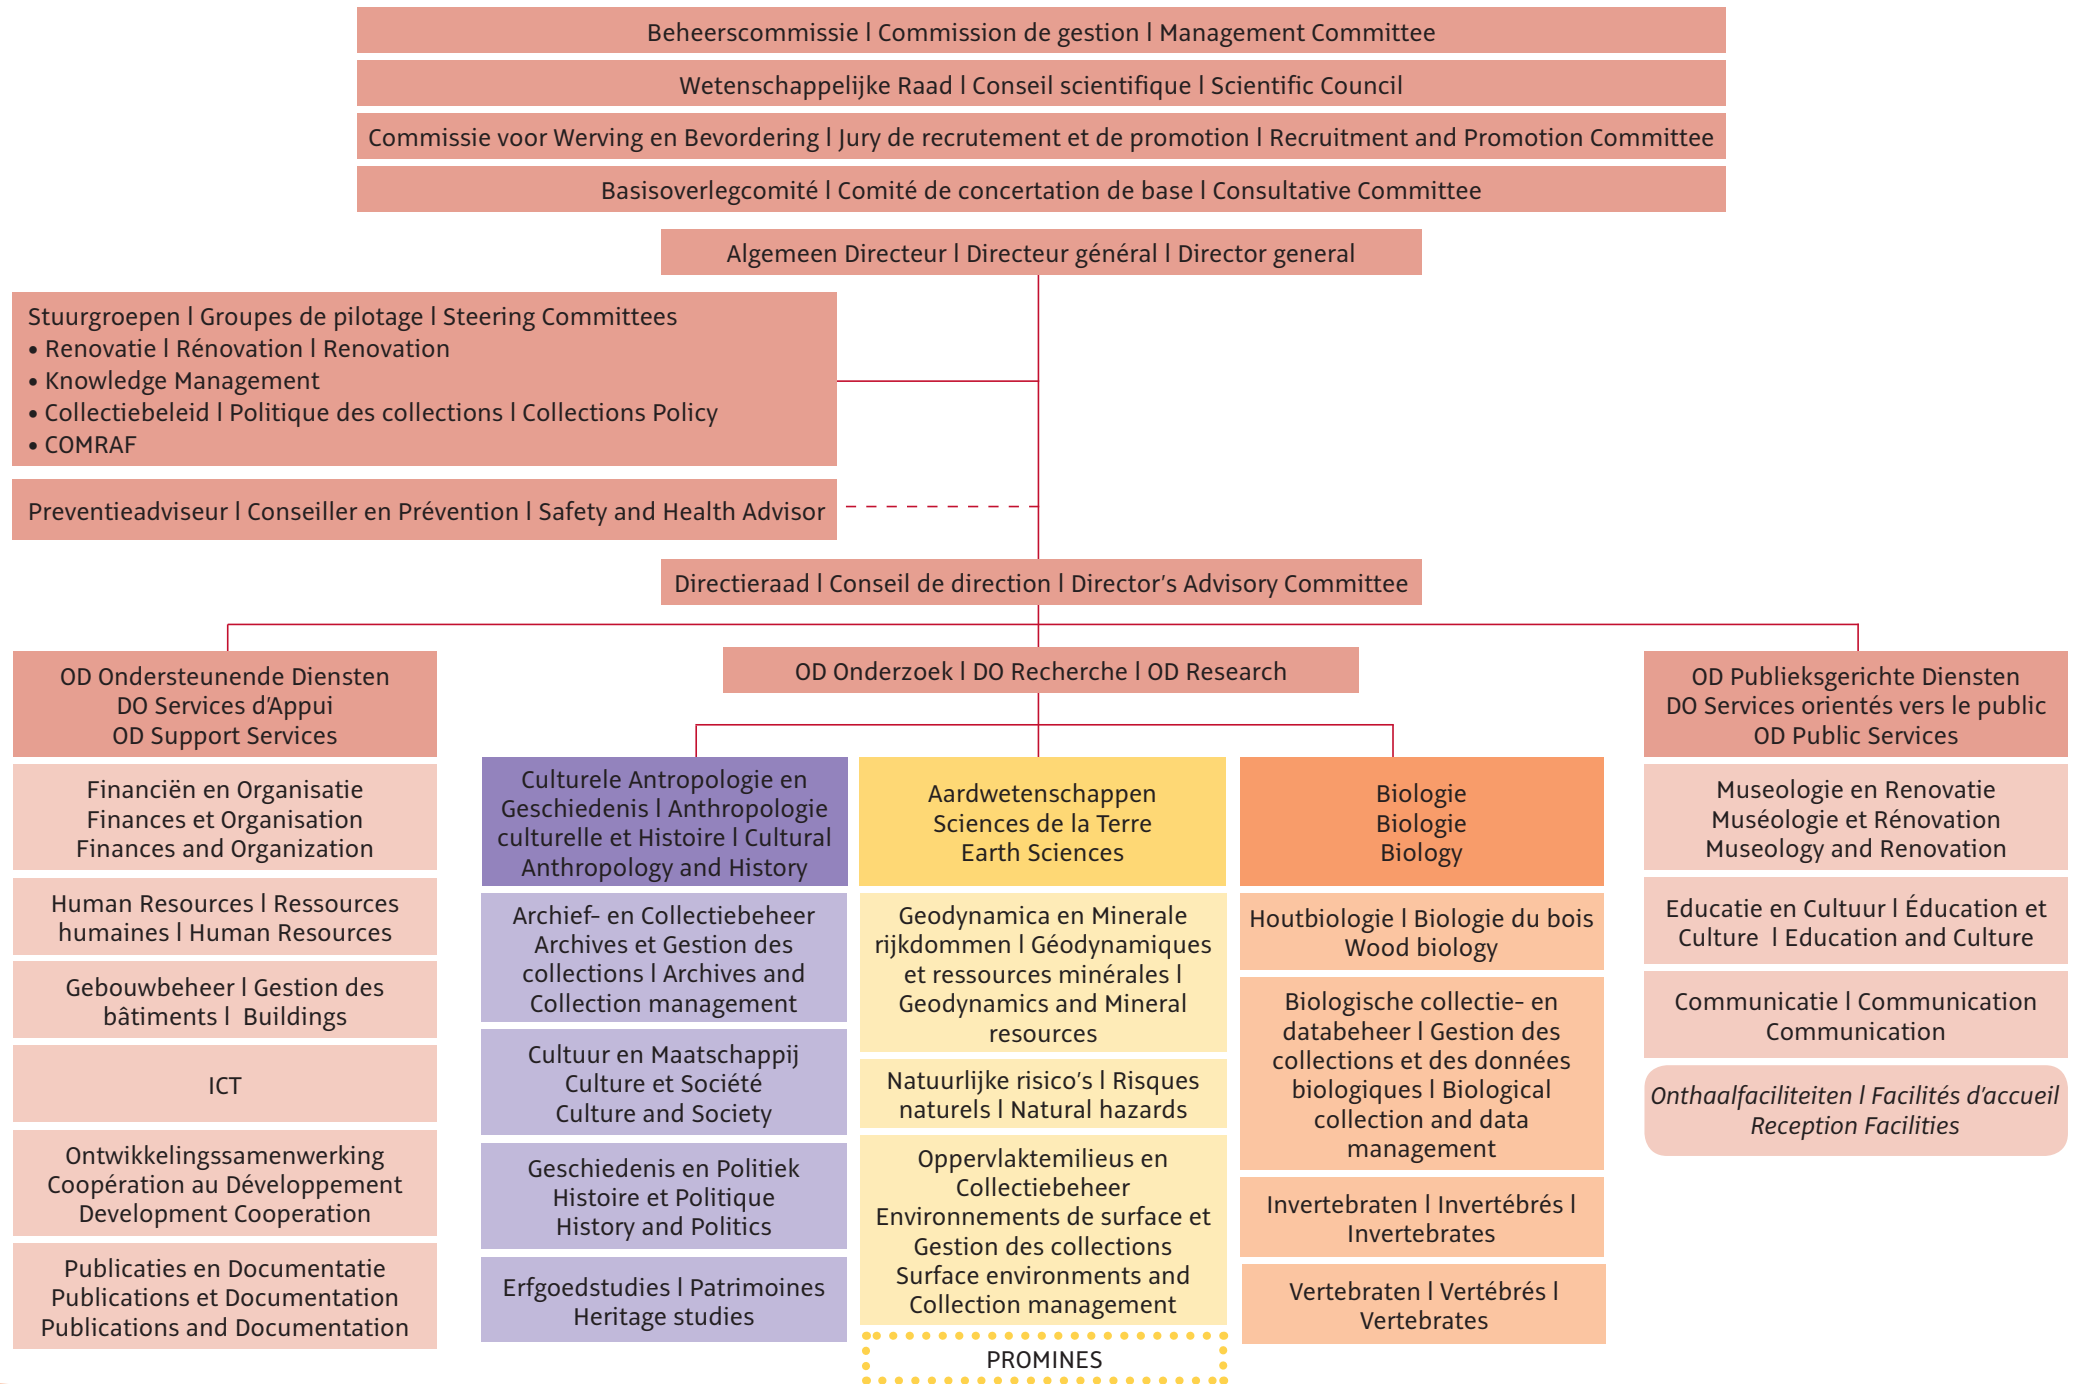 Beheerscommissie l Commission de gestion l Management Committee
Wetenschappelijke Raad l Conseil scientifique l Scientific Council
Commissie voor Werving en Bevordering l Jury de recrutement et de promotion l Recruitment and Promotion Committee
Basisoverlegcomité l Comité de concertation de base l Consultative Committee
Algemeen Directeur l Directeur général l Director general
Stuurgroepen l Groupes de pilotage l Steering Committees
• Renovatie l Rénovation l Renovation
• Knowledge Management
• Collectiebeleid l Politique des collections l Collections Policy
• COMRAF
Preventieadviseur l Conseiller en Prévention l Safety and Health Advisor
Directieraad l Conseil de direction l Director's Advisory Committee
OD Ondersteunende Diensten
DO Services d'Appui
OD Support Services
Financiën en Organisatie
Finances et Organisation
Finances and Organization
Human Resources l Ressources
humaines l Human Resources
Gebouwbeheer l Gestion des
bâtiments l Buildings
ICT
Ontwikkelingssamenwerking
Coopération au Développement
Development Cooperation
Publicaties en Documentatie
Publications et Documentation
Publications and Documentation
OD Onderzoek l DO Recherche l OD Research
Culturele Antropologie en
Geschiedenis l Anthropologie
culturelle et Histoire l Cultural
Anthropology and History
Archief- en Collectiebeheer
Archives et Gestion des
collections l Archives and
Collection management
Cultuur en Maatschappij
Culture et Société
Culture and Society
Geschiedenis en Politiek
Histoire et Politique
History and Politics
Erfgoedstudies l Patrimoines
Heritage studies
Aardwetenschappen
Sciences de la Terre
Earth Sciences
Geodynamica en Minerale
rijkdommen l Géodynamiques
et ressources minérales l
Geodynamics and Mineral
resources
Natuurlijke risico's l Risques
naturels l Natural hazards
Oppervlaktemilieus en
Collectiebeheer
Environnements de surface et
Gestion des collections
Surface environments and
Collection management
PROMINES
Biologie
Biologie
Biology
Houtbiologie l Biologie du bois
Wood biology
Biologische collectie- en
databeheer l Gestion des
collections et des données
biologiques l Biological
collection and data
management
Invertebraten l Invertébrés l
Invertebrates
Vertebraten l Vertébrés l
Vertebrates
OD Publieksgerichte Diensten
DO Services orientés vers le public
OD Public Services
Museologie en Renovatie
Muséologie et Rénovation
Museology and Renovation
Educatie en Cultuur l Éducation et
Culture l Education and Culture
Communicatie l Communication
Communication
Onthaalfaciliteiten l Facilités d'accueil
Reception Facilities